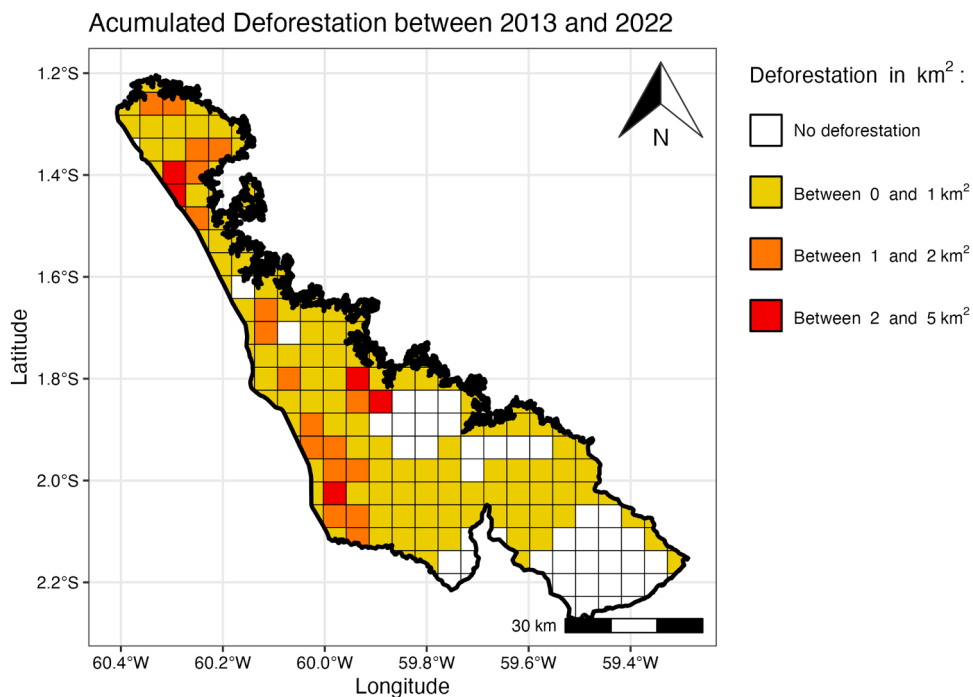 Acumulated Deforestation between 2013 and 2022
1.2°S
1.4°S
1.6°S
1.8°S
2.0°S
2.2°S
Latitude
60.4°W 60.2°W 60.0°W 59.8°W 59.6°W 59.4°W
Longitude
N
30 km
Deforestation in km² :
No deforestation
Between 0 and 1 km²
Between 1 and 2 km²
Between 2 and 5 km²